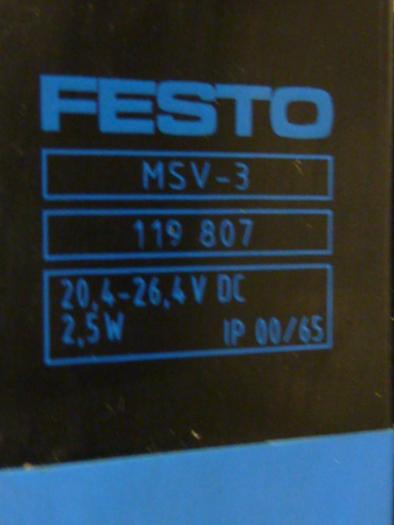 FESTO
MSV-3
119 807
20,4-26,4V DC
2,5W IP 00/65